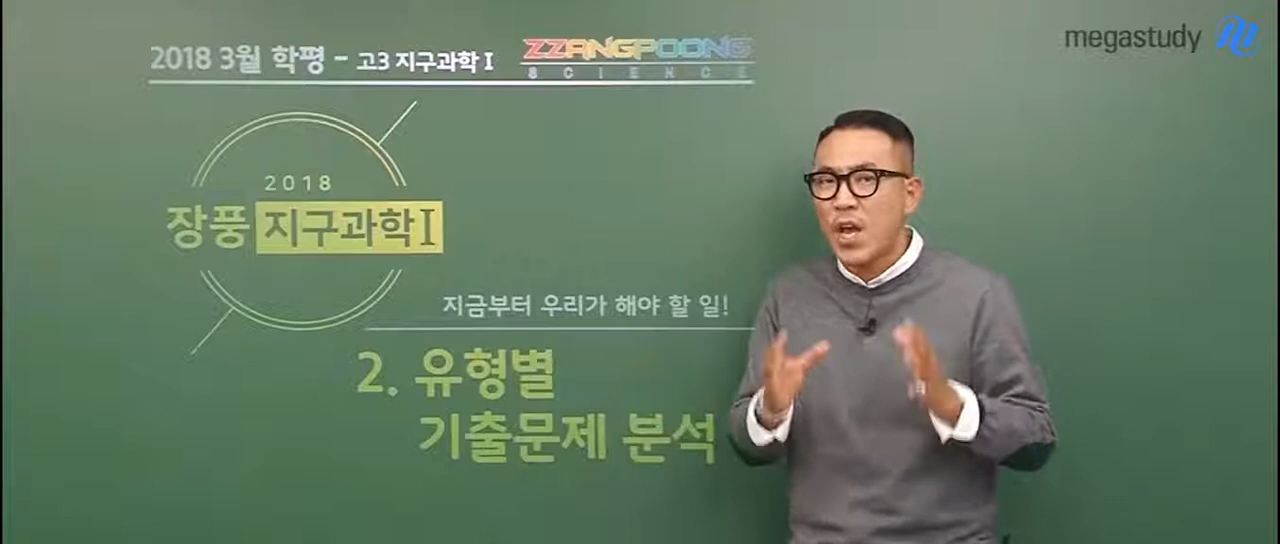 2018 3월 학평 - 고3 지구과학 I
ZZANGPOONG
SCIENCE
megastudy
2018
장풍 지구과학 I
지금부터 우리가 해야 할 일!
2. 유형별
기출문제 분석